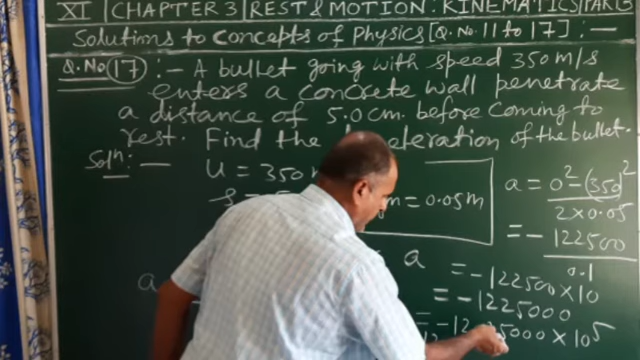 XI | CHAPTER 3 | REST & MOTION: KINEMATICS | PART
Solutions to Concepts of Physics [Q. No. 11 to 17] :—
Q. No 17 :- A bullet going with speed 350 m/s
enters a concrete wall penetrate
a distance of 5.0 cm. before coming to
rest. Find the deceleration of the bullet.
Solⁿ: — U = 350
m = 0.05m
a = 0² - (350)²
2 × 0.05
= - 122500
0.1
a = -122500 × 10
= -1225000
5000 × 10⁵
a